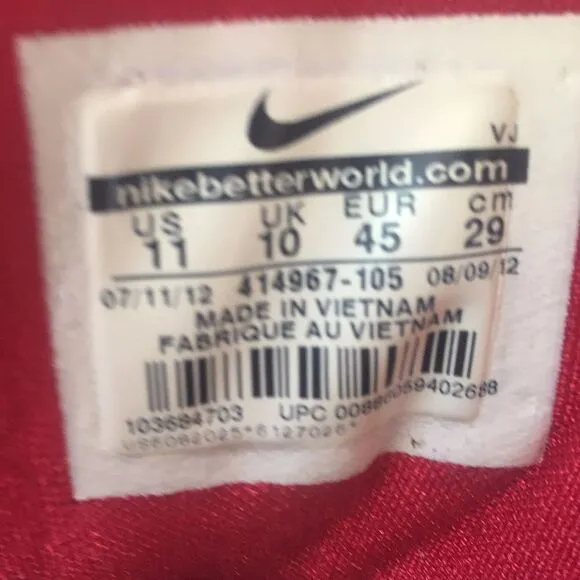 VJ
nikebetterworld.com
US UK EUR cm
11 10 45 29
07/11/12 414967-105 08/09/12
MADE IN VIETNAM
FABRIQUE AU VIETNAM
103694703 UPC